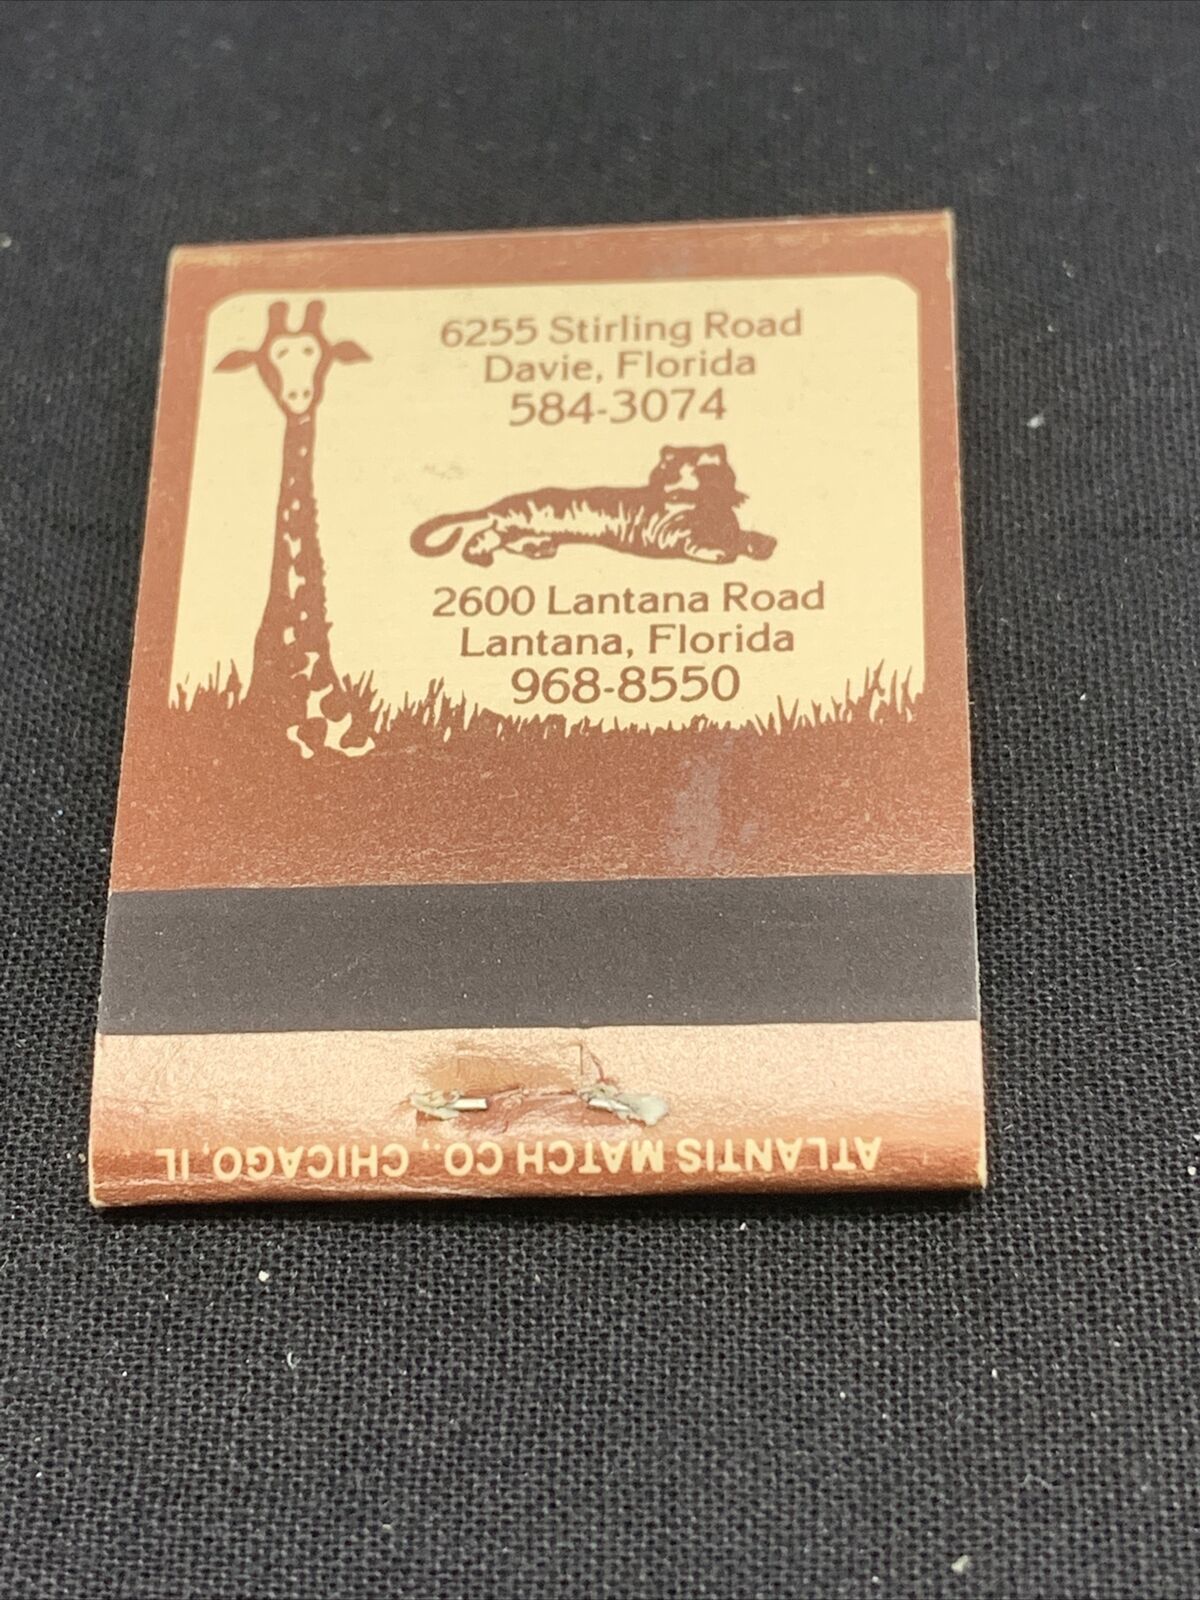 6255 Stirling Road
Davie, Florida
584-3074
2600 Lantana Road
Lantana, Florida
968-8550
ATLANTIS MATCH CO., CHICAGO, IL